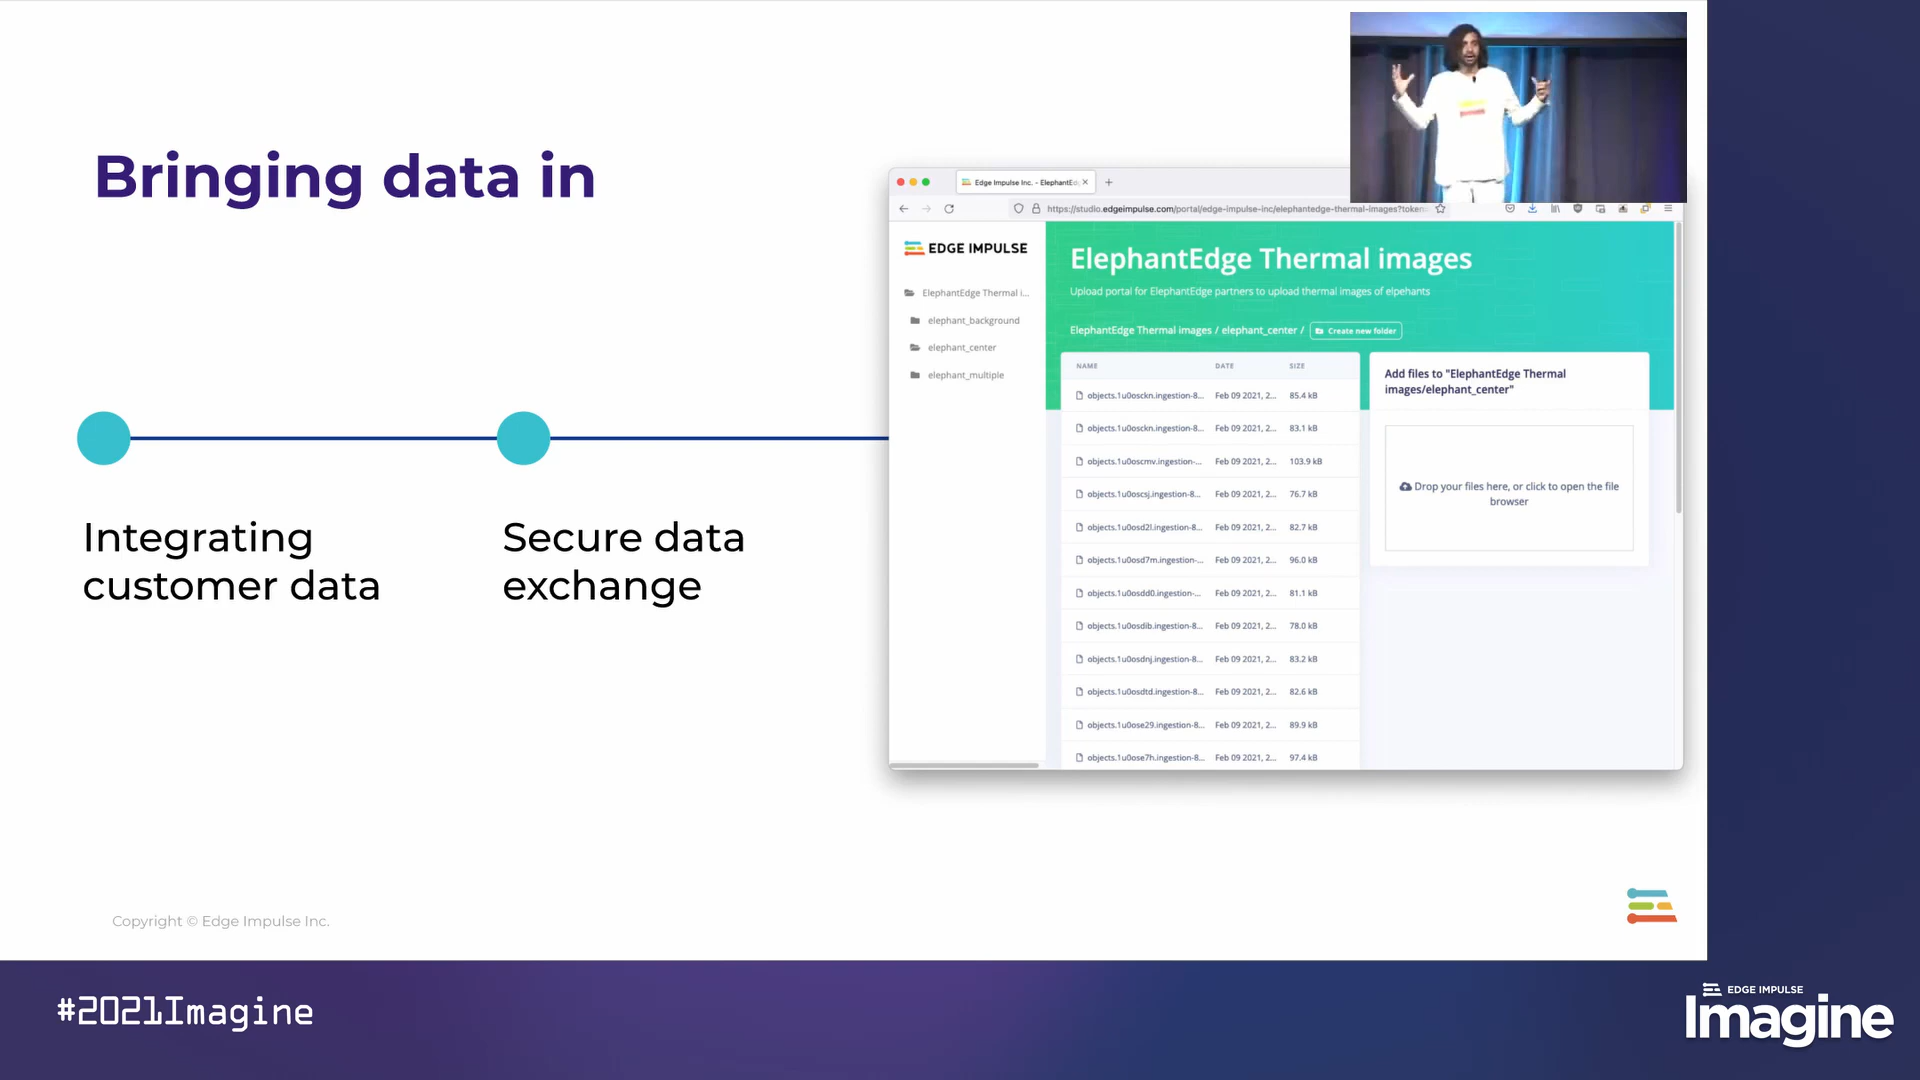 Bringing data in
Integrating
customer data
Secure data
exchange
Edge Impulse Inc. - ElephantEd
https://studio.edgeimpulse.com/portal/edge-impulse-inc/elephantedge-thermal-images?token
EDGE IMPULSE
ElephantEdge Thermal i...
elephant_background
elephant_center
elephant_multiple
ElephantEdge Thermal images
Upload portal for ElephantEdge partners to upload thermal images of elpehants
ElephantEdge Thermal images / elephant_center / Create new folder
NAME DATE SIZE
objects.1u0osckn.ingestion-8... Feb 09 2021, 2... 85.4 kB
objects.1u0osckn.ingestion-8... Feb 09 2021, 2... 83.1 kB
objects.1u0oscmv.ingestion-... Feb 09 2021, 2... 103.9 kB
objects.1u0oscsj.ingestion-8... Feb 09 2021, 2... 76.7 kB
objects.1u0osd2l.ingestion-8... Feb 09 2021, 2... 82.7 kB
objects.1u0osd7m.ingestion-... Feb 09 2021, 2... 96.0 kB
objects.1u0osdd0.ingestion-... Feb 09 2021, 2... 81.1 kB
objects.1u0osdib.ingestion-8... Feb 09 2021, 2... 78.0 kB
objects.1u0osdnj.ingestion-8... Feb 09 2021, 2... 83.2 kB
objects.1u0osdtd.ingestion-8... Feb 09 2021, 2... 82.6 kB
objects.1u0ose29.ingestion-8... Feb 09 2021, 2... 89.9 kB
objects.1u0ose7h.ingestion-8... Feb 09 2021, 2... 97.4 kB
Add files to "ElephantEdge Thermal
images/elephant_center"
Drop your files here, or click to open the file
browser
Copyright © Edge Impulse Inc.
#2021Imagine
EDGE IMPULSE
Imagine